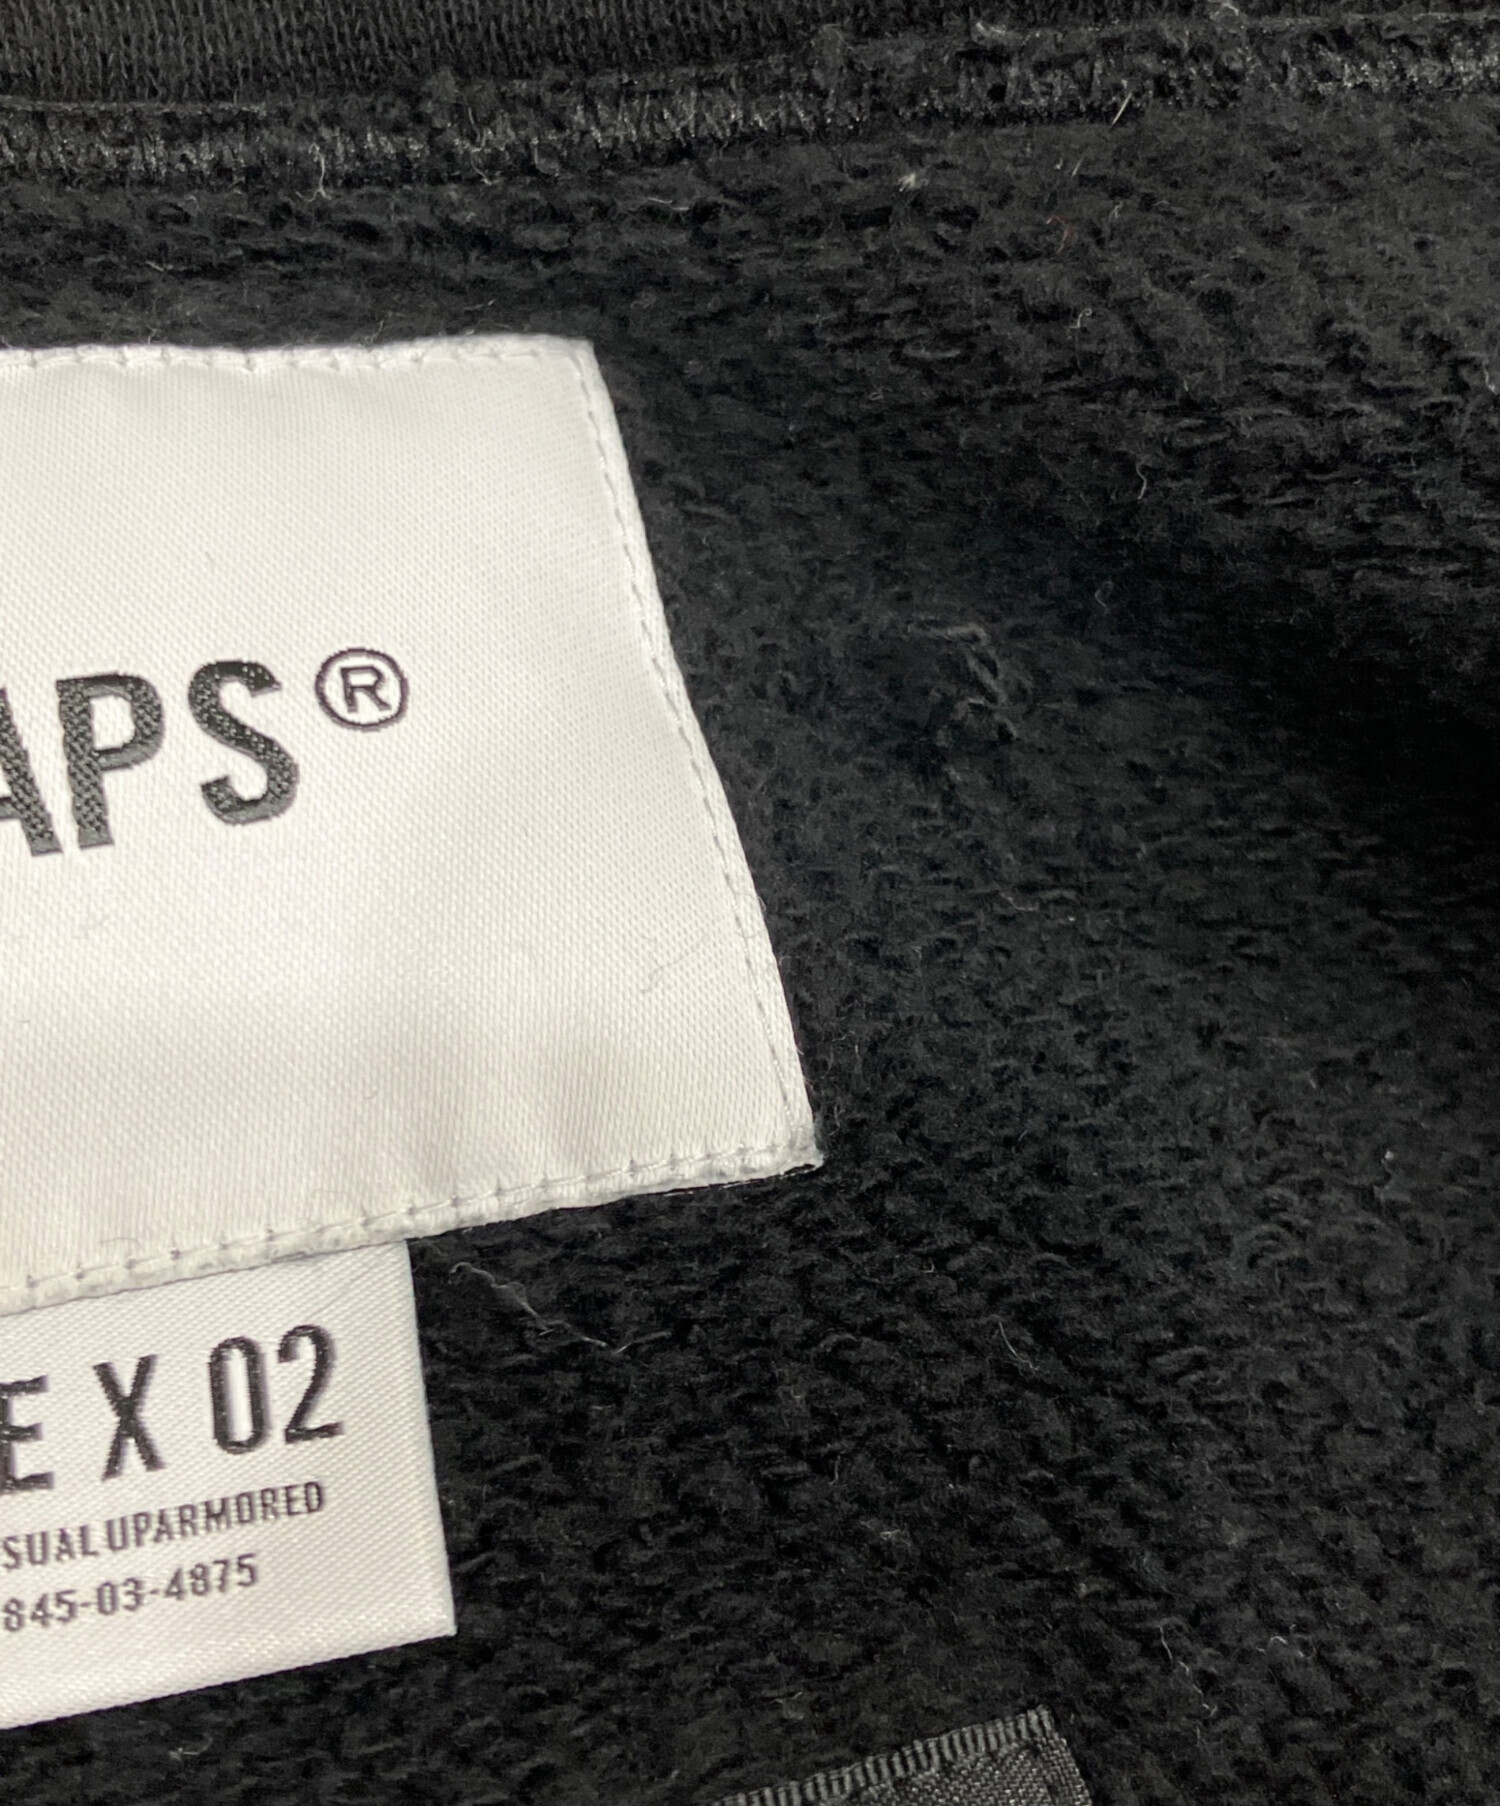 APS®
E X 02
SUAL UPARMORED
845-03-4875